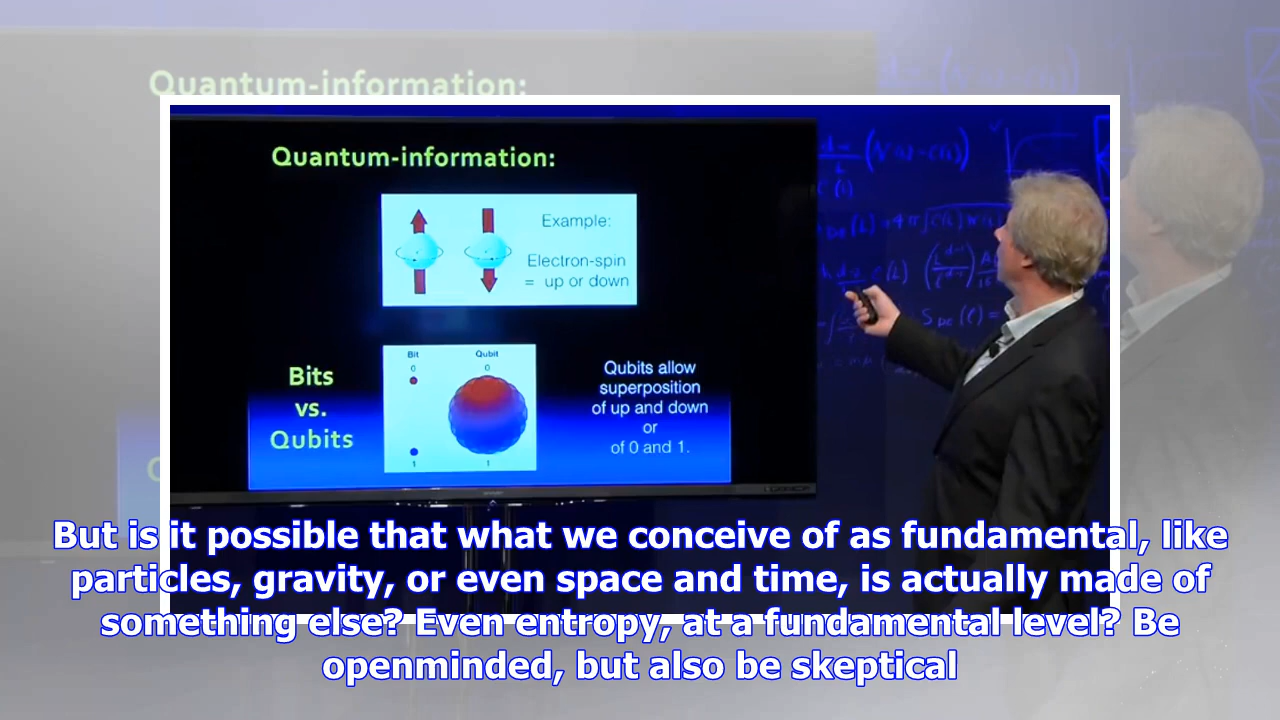 Quantum-information:
Quantum-information:
Example:
Electron-spin
= up or down
Bit
Qubit
0
0
Bits
vs.
Qubits
1
1
Qubits allow
superposition
of up and down
or
of 0 and 1.
But is it possible that what we conceive of as fundamental, like
particles, gravity, or even space and time, is actually made of
something else? Even entropy, at a fundamental level? Be
openminded, but also be skeptical